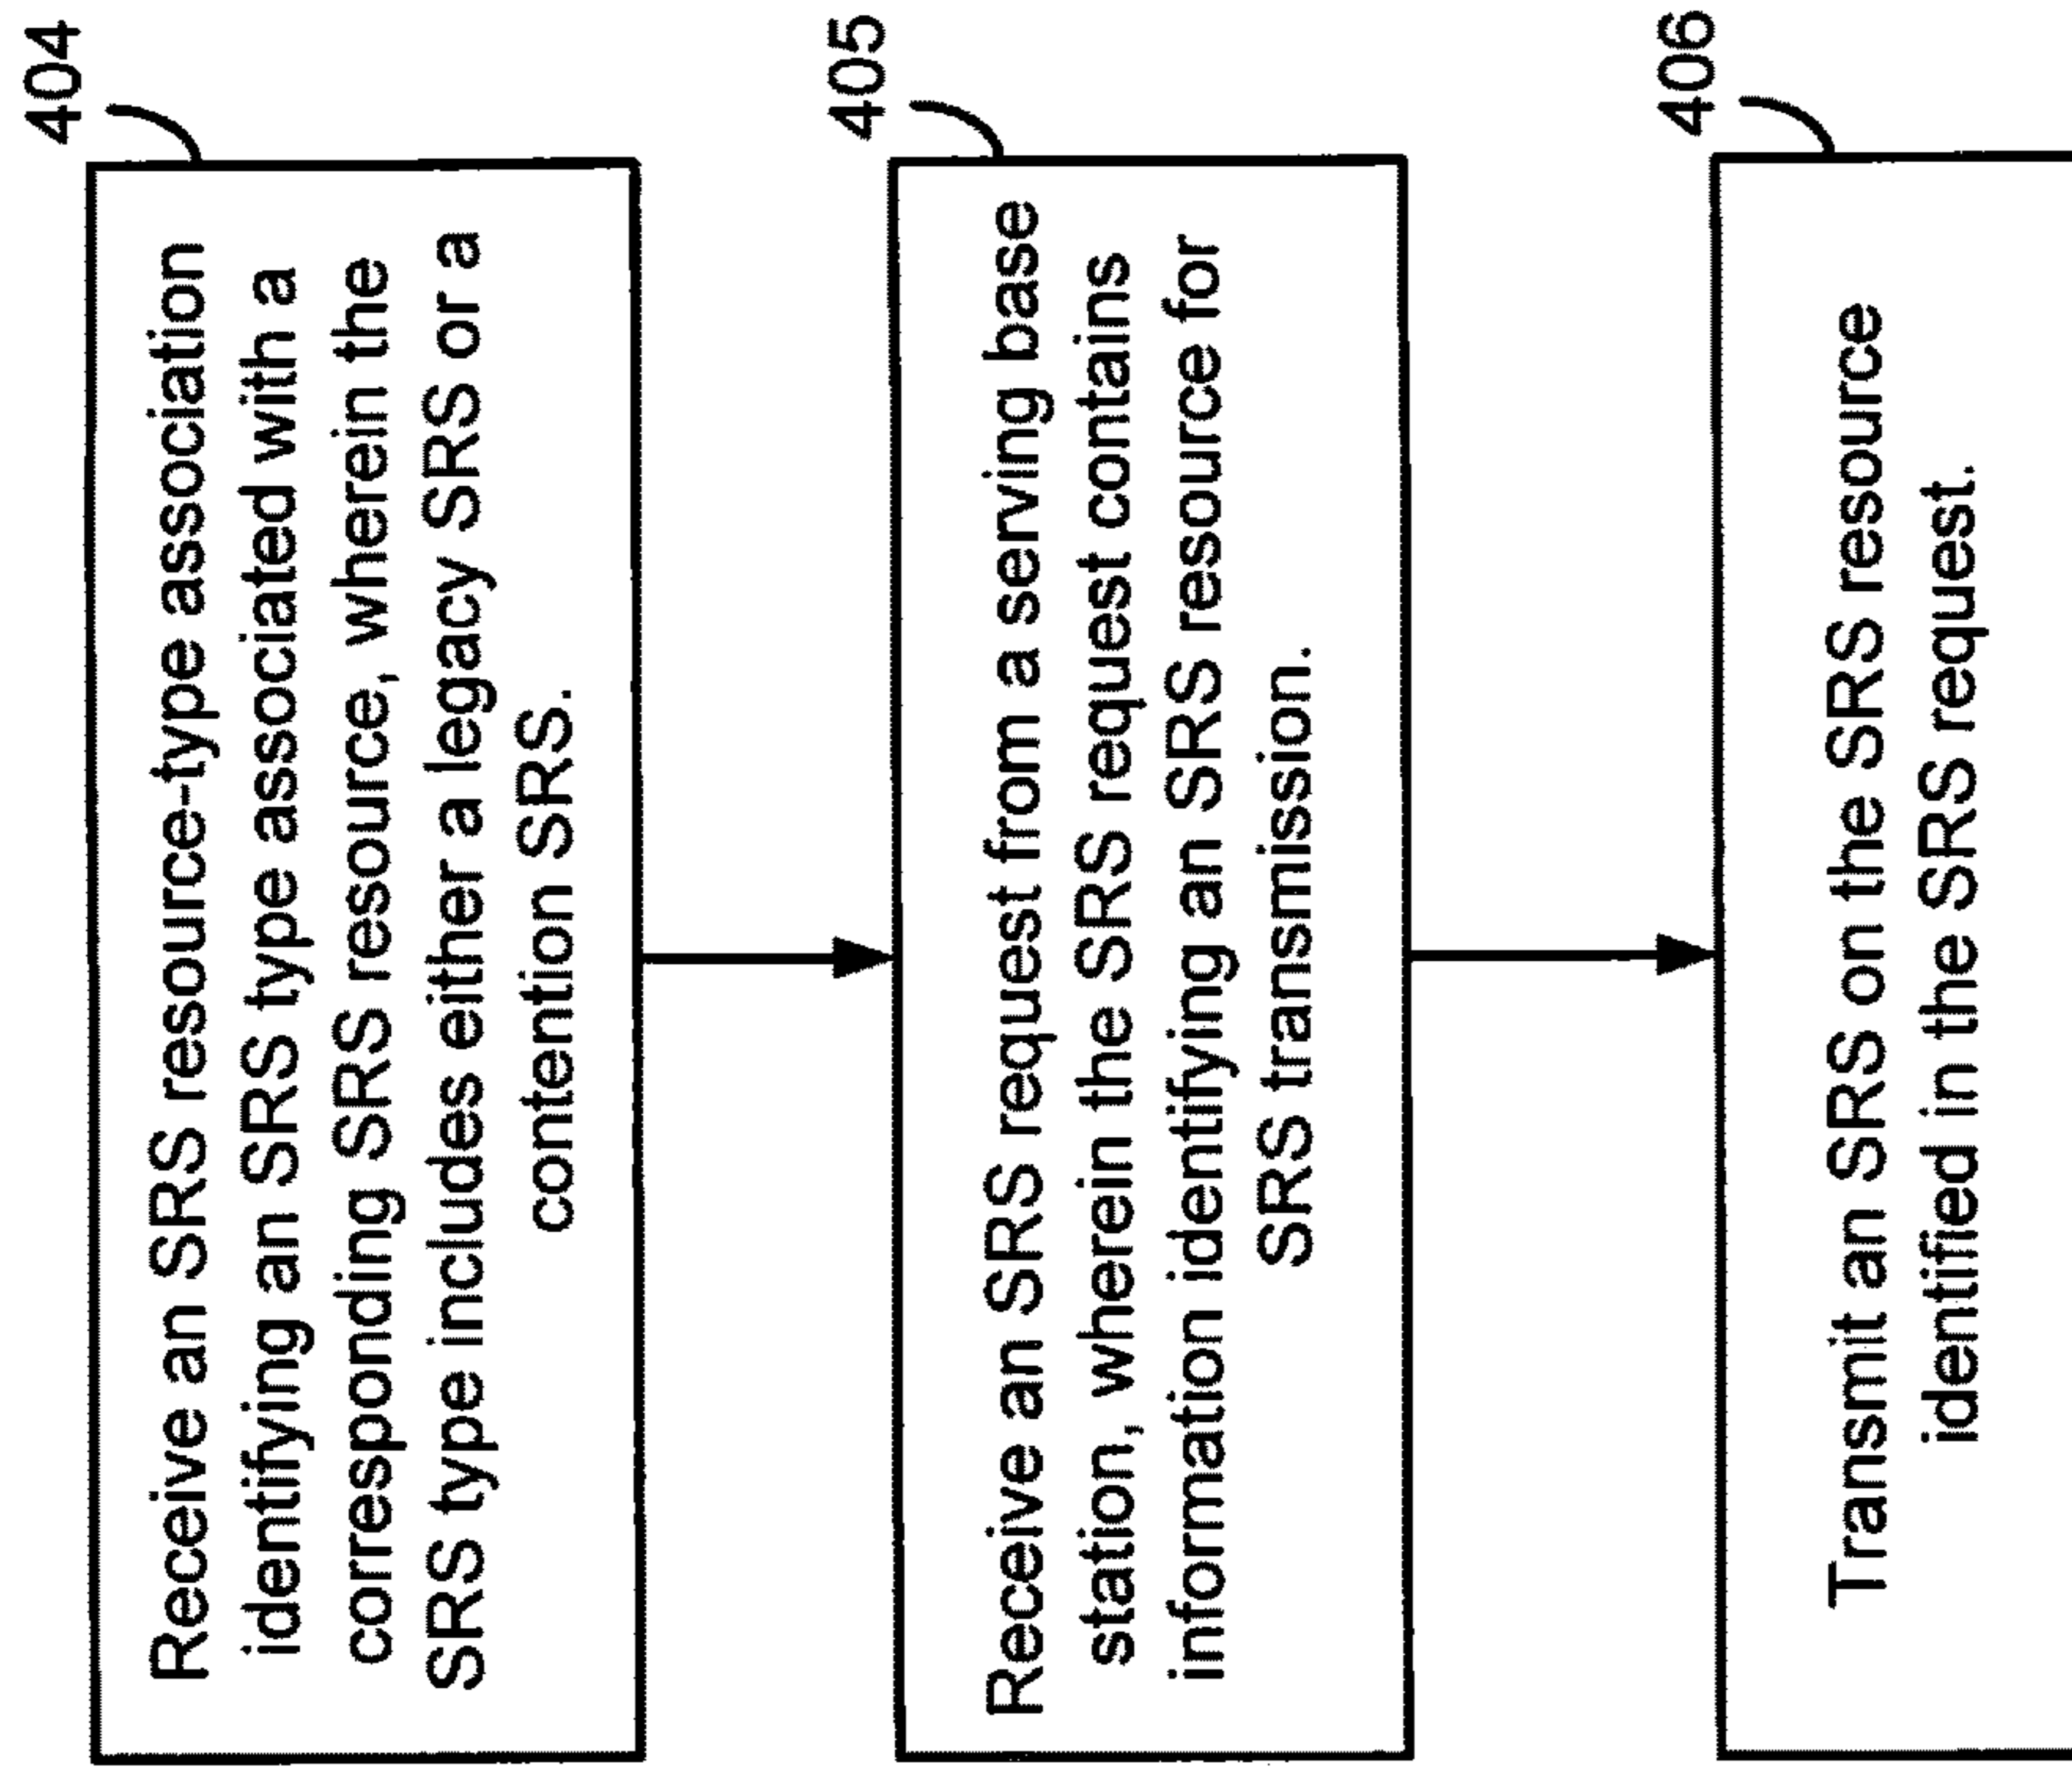 404
Receive an SRS resource-type association
identifying an SRS type associated with a
corresponding SRS resource, wherein the
SRS type includes either a legacy SRS or a
contention SRS.
405
Receive an SRS request from a serving base
station, wherein the SRS request contains
information identifying an SRS resource for
SRS transmission.
406
Transmit an SRS on the SRS resource
identified in the SRS request.